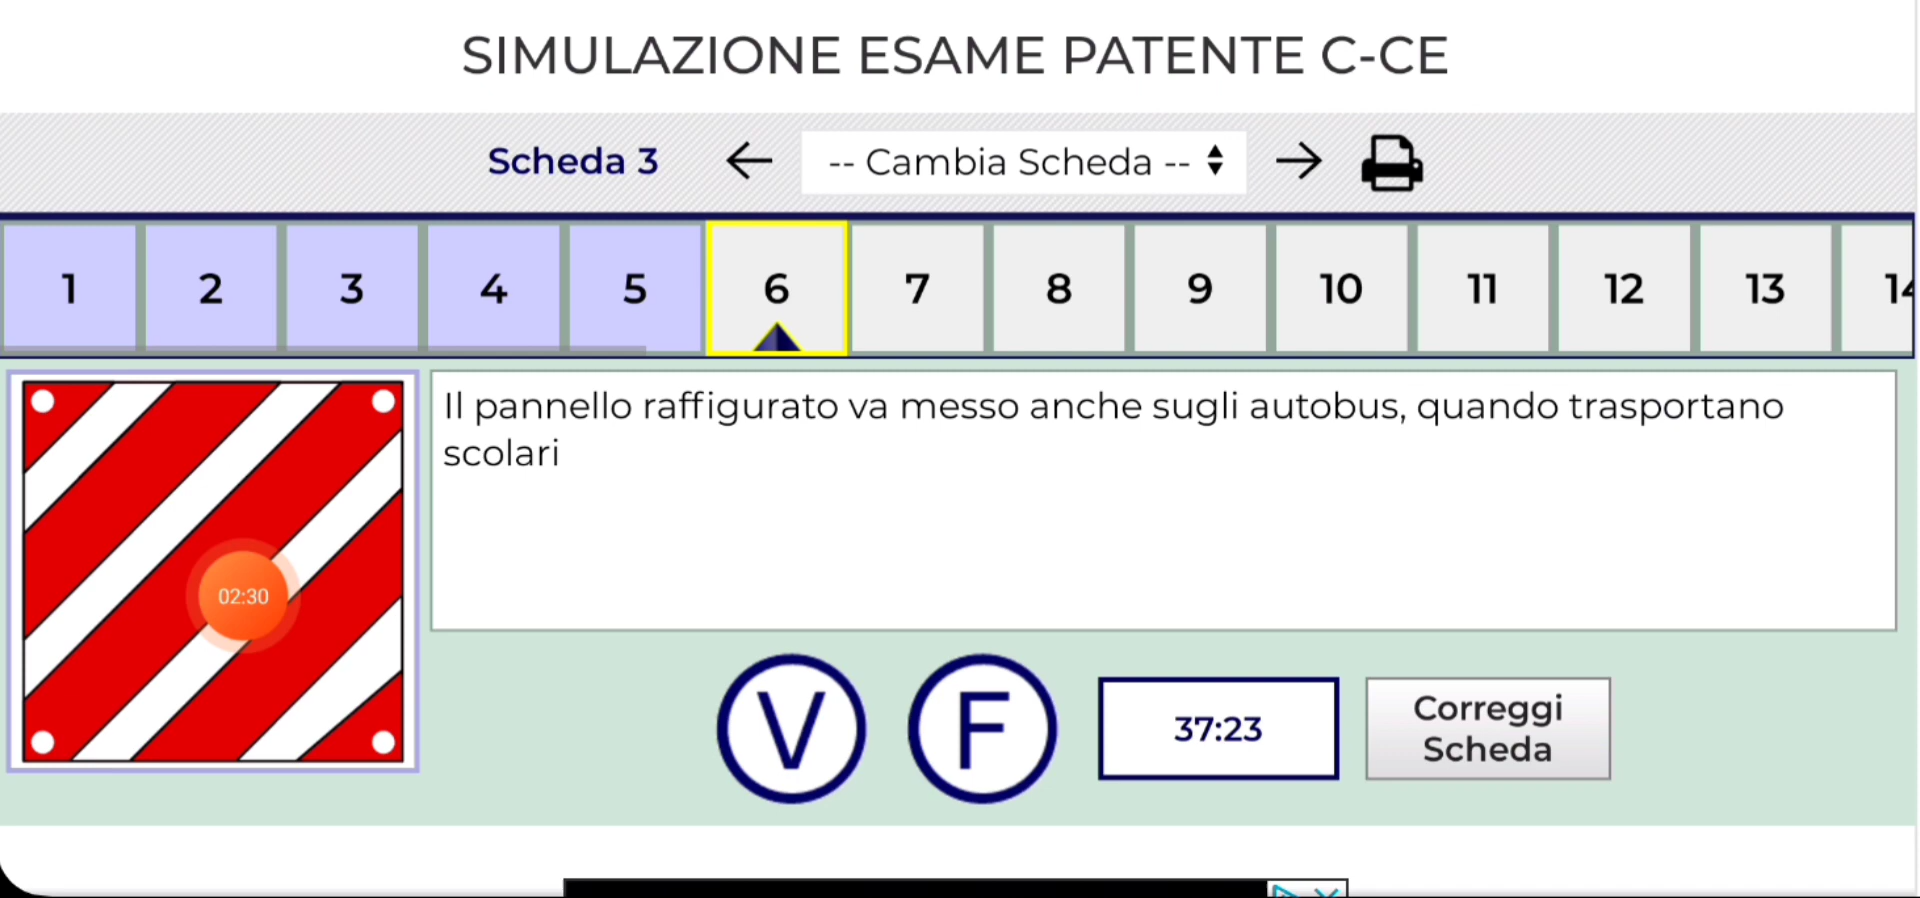 SIMULAZIONE ESAME PATENTE C-CE
Scheda 3
-- Cambia Scheda --
1 2 3 4 5 6 7 8 9 10 11 12 13 14
Il pannello raffigurato va messo anche sugli autobus, quando trasportano
scolari
02:30
V F 37:23 Correggi
Scheda